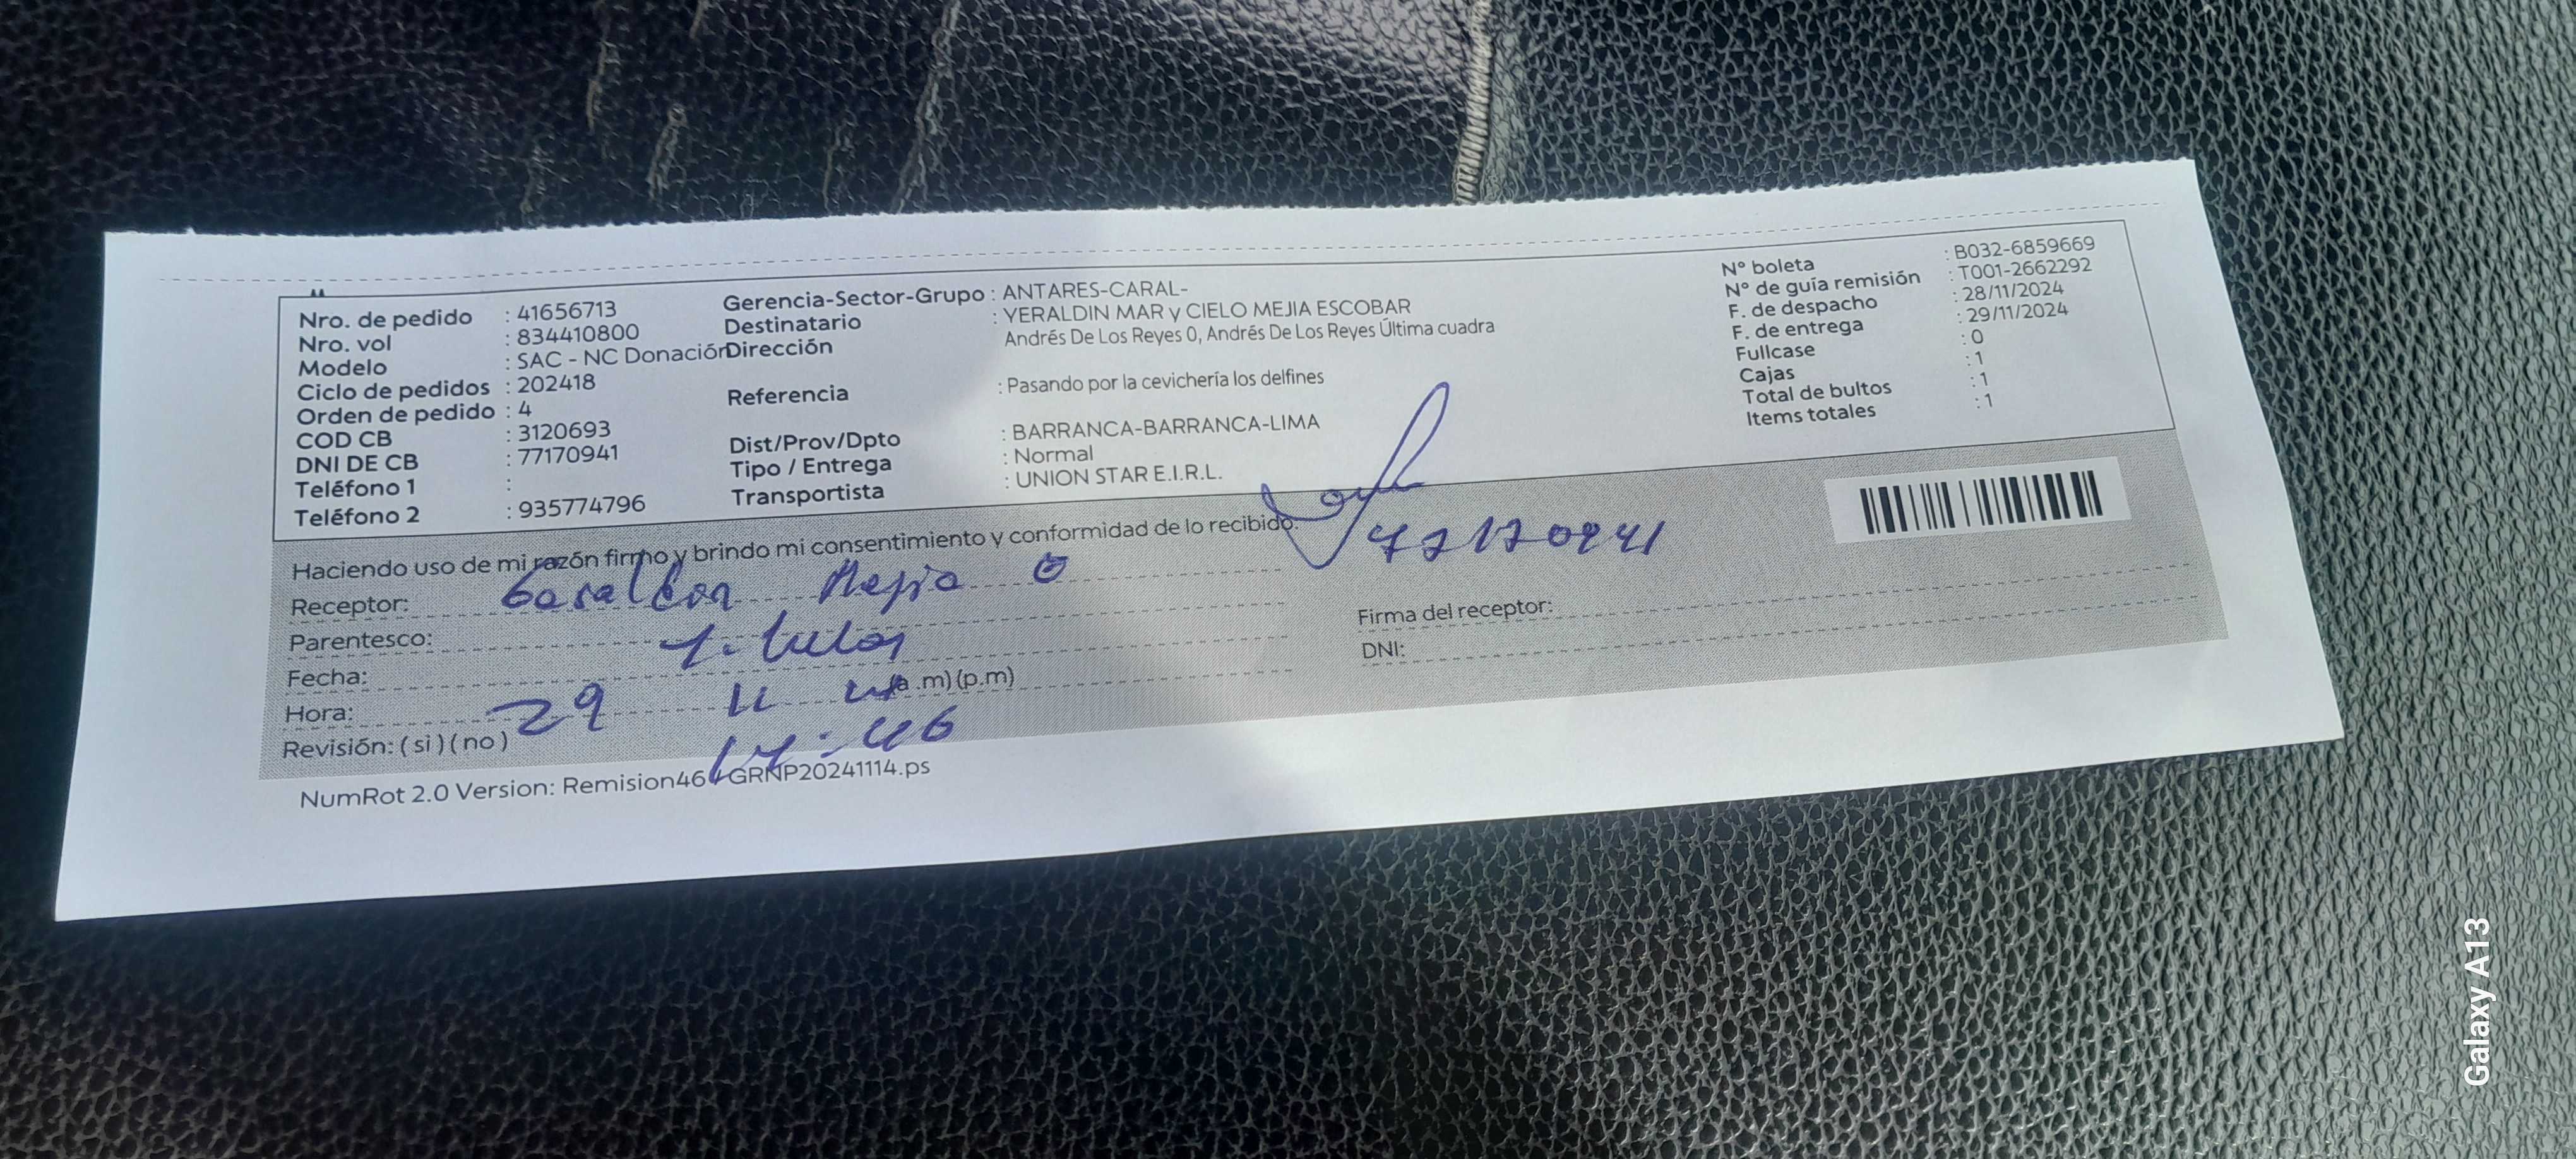 Nro. de pedido : 41656713
Nro. vol : 834410800
Modelo : SAC - NC Donación
Ciclo de pedidos : 202418
Orden de pedido : 4
COD CB : 3120693
DNI DE CB : 77170941
Teléfono 1 :
Teléfono 2 : 935774796
Gerencia-Sector-Grupo : ANTARES-CARAL-
Destinatario : YERALDIN MAR y CIELO MEJIA ESCOBAR
Dirección Andrés De Los Reyes 0, Andrés De Los Reyes Última cuadra
Referencia : Pasando por la cevichería los delfines
Dist/Prov/Dpto : BARRANCA-BARRANCA-LIMA
Tipo / Entrega : Normal
Transportista : UNION STAR E.I.R.L.
Nº boleta : B032-6859669
Nº de guía remisión : T001-2662292
F. de despacho : 28/11/2024
F. de entrega : 29/11/2024
Fullcase : 0
Cajas : 1
Total de bultos : 1
Items totales : 1
Haciendo uso de mi razón firmo y brindo mi consentimiento y conformidad de lo recibido.
Receptor: Mejia
Parentesco: Titular
Fecha: 29 11
Hora: (a.m) (p.m)
Revisión: ( si ) ( no )
Firma del receptor:
DNI:
NumRot 2.0 Version: GRNP20241114.ps
Galaxy A13